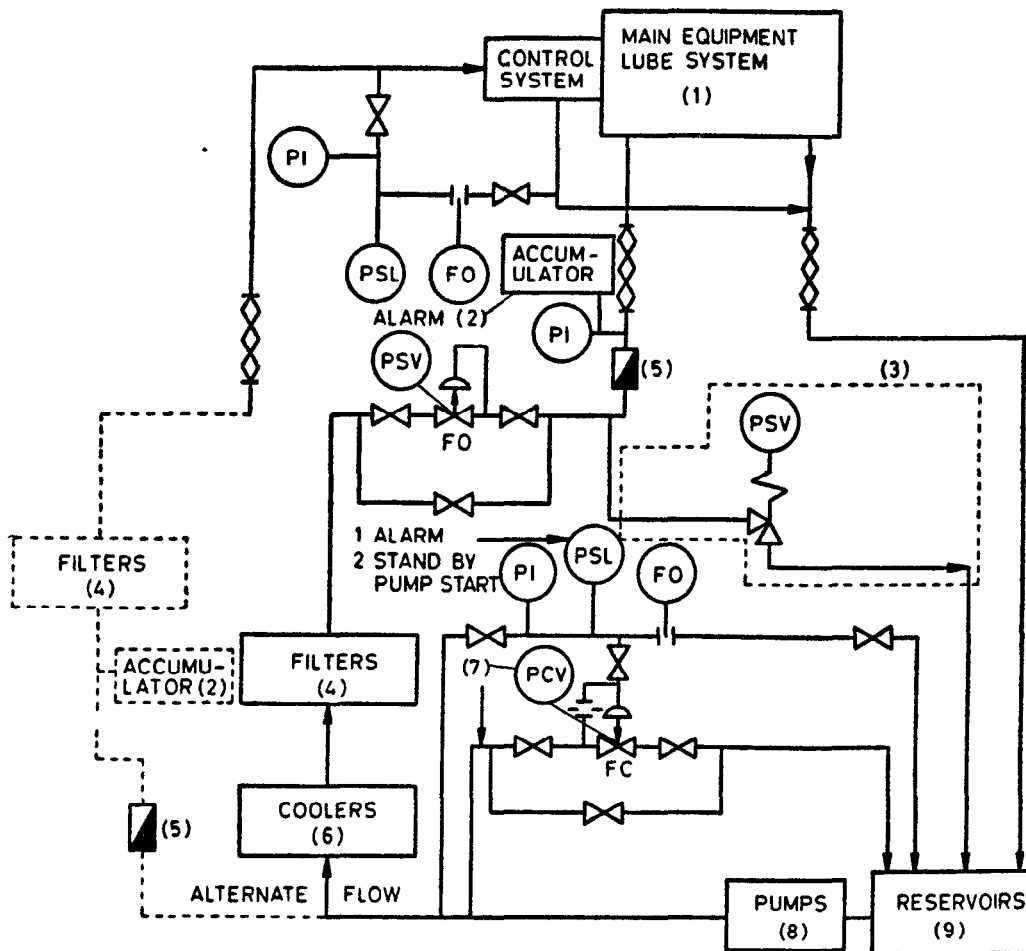 MAIN EQUIPMENT
LUBE SYSTEM
(1)
CONTROL
SYSTEM
PI
PSL
FO
ACCUM-
ULATOR
ALARM (2)
PI
PSV
(5)
(3)
FO
PSV
1 ALARM
2 STAND BY
PUMP START
PSL
PI
FO
FILTERS
(4)
ACCUMU-
LATOR (2)
FILTERS
(4)
(7)
PCV
FC
COOLERS
(6)
(5)
ALTERNATE FLOW
PUMPS
(8)
RESERVOIRS
(9)